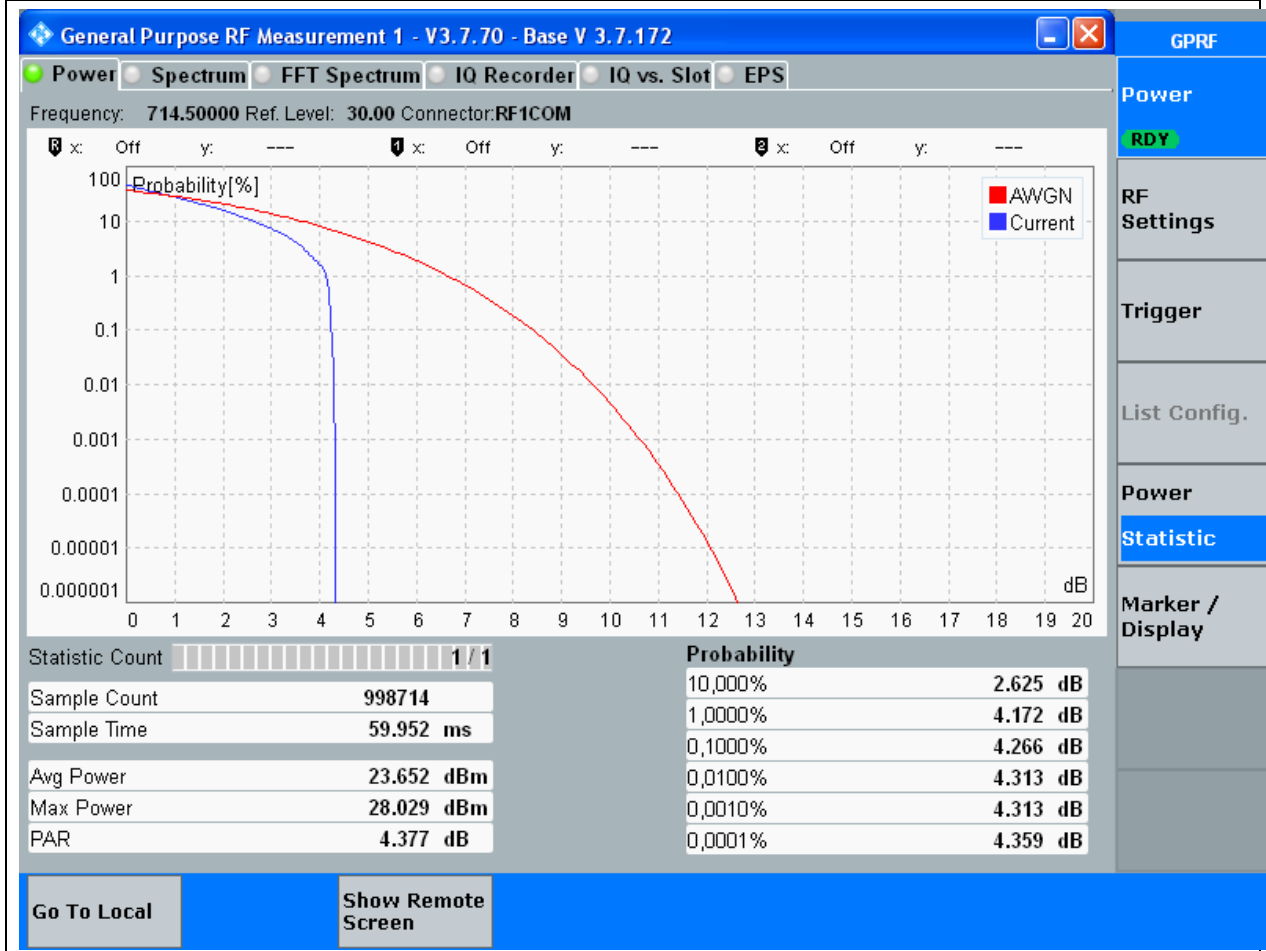 General Purpose RF Measurement 1 - V3.7.70 - Base V 3.7.172
GPRF
Power Spectrum FFT Spectrum IQ Recorder IQ vs. Slot EPS
Frequency: 714.50000 Ref. Level: 30.00 Connector:RF1COM
R x: Off y: --- 1 x: Off y: --- 2 x: Off y: ---
Probability[%]
100
10
1
0.1
0.01
0.001
0.0001
0.00001
0.000001
AWGN
Current
dB
0 1 2 3 4 5 6 7 8 9 10 11 12 13 14 15 16 17 18 19 20
Statistic Count 1 / 1
Sample Count 998714
Sample Time 59.952 ms
Avg Power 23.652 dBm
Max Power 28.029 dBm
PAR 4.377 dB
Probability
10,000% 2.625 dB
1,0000% 4.172 dB
0,1000% 4.266 dB
0,0100% 4.313 dB
0,0010% 4.313 dB
0,0001% 4.359 dB
Power
RDY
RF
Settings
Trigger
List Config.
Power
Statistic
Marker /
Display
Go To Local
Show Remote
Screen